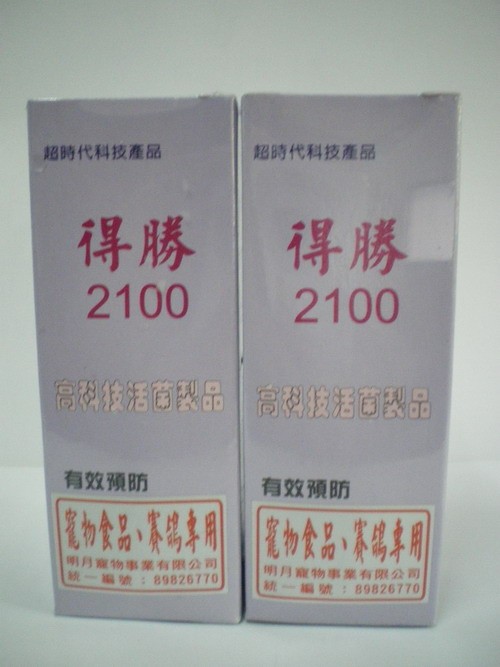 超時代科技產品
得勝
2100
高科技活菌製品
有效預防
寵物食品、賽鴿專用
明月寵物事業有限公司
統一編號:89826770
超時代科技產品
得勝
2100
高科技活菌製品
有效預防
寵物食品、賽鴿專用
明月寵物事業有限公司
統一編號:89826770